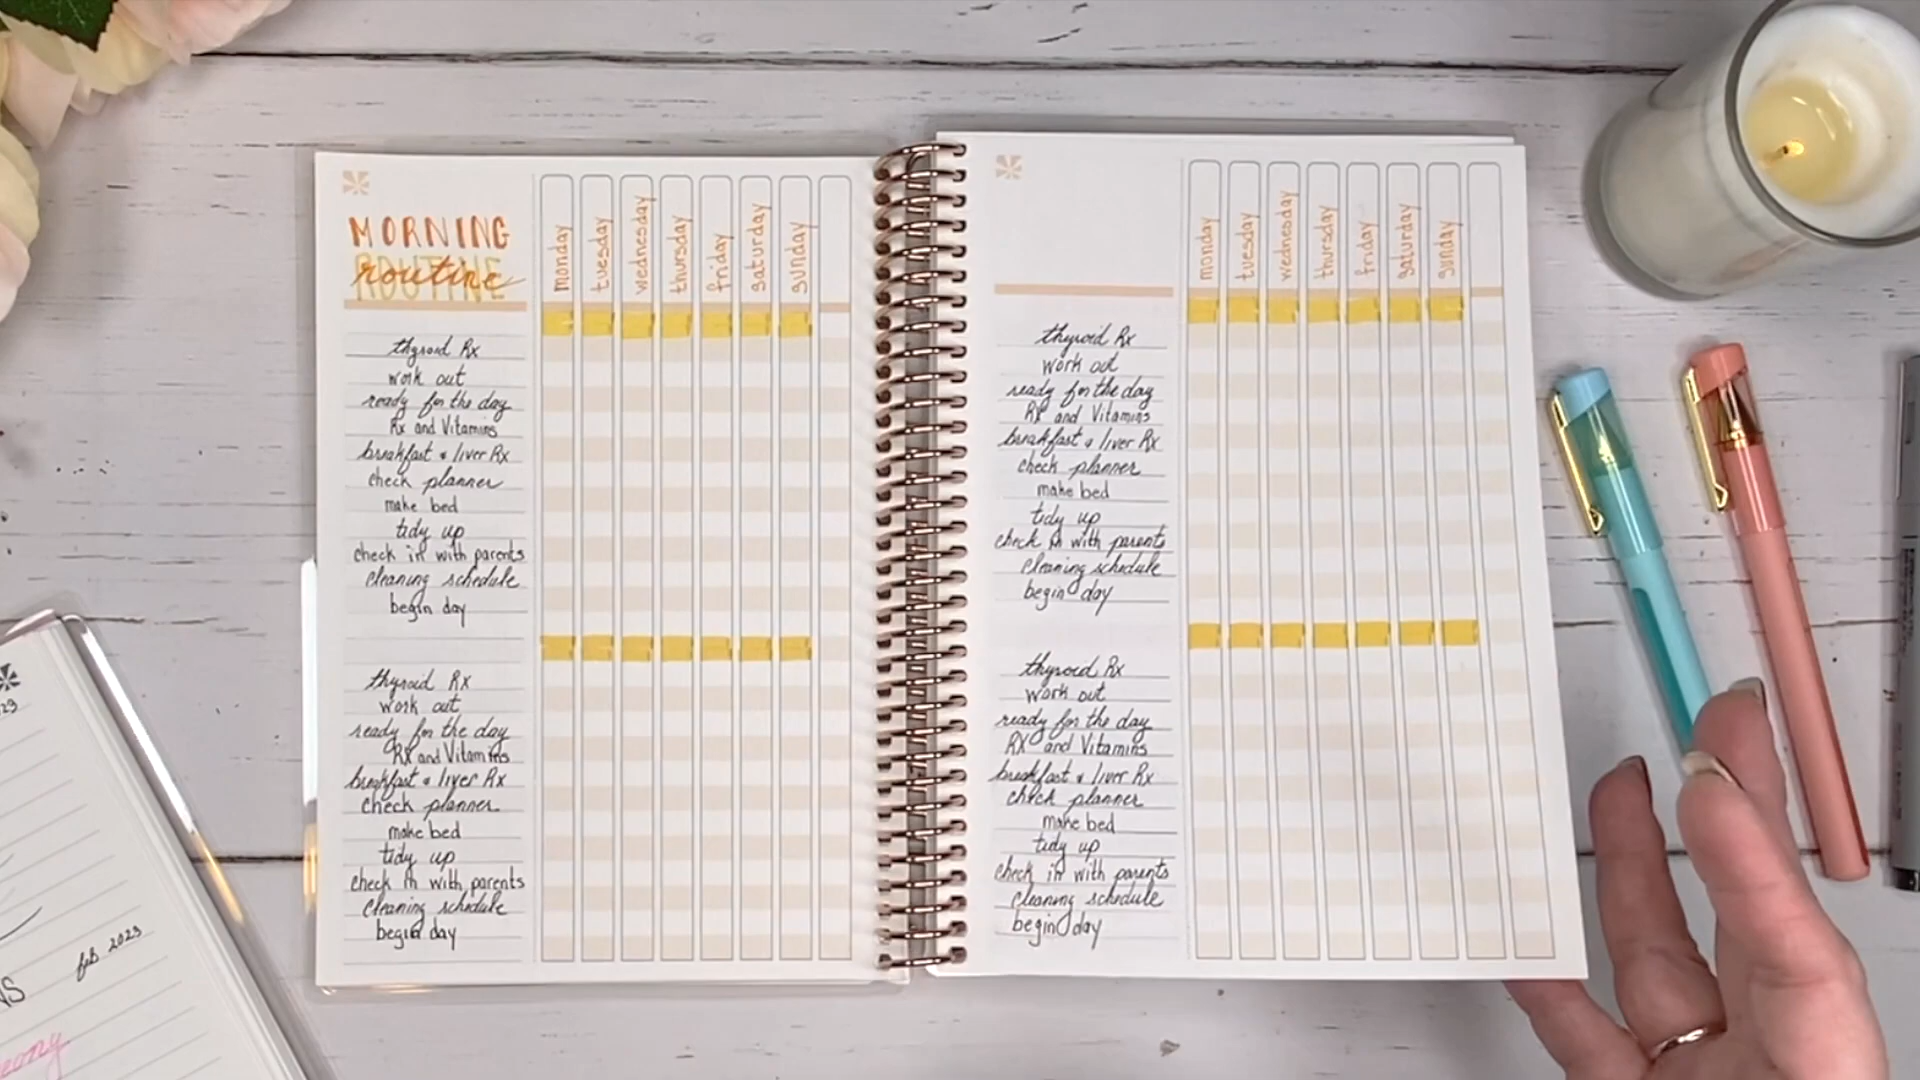 MORNING
routine
ROUTINE
monday
tuesday
wednesday
thursday
friday
saturday
sunday
thyroid Rx
work out
ready for the day
Rx and Vitamins
breakfast & liver Rx
check planner
make bed
tidy up
check in with parents
cleaning schedule
begin day
thyroid Rx
work out
ready for the day
RX and Vitamins
breakfast & liver Rx
check planner
make bed
tidy up
check in with parents
cleaning schedule
begin day
monday
tuesday
wednesday
thursday
friday
saturday
sunday
thyroid Rx
work out
ready for the day
RX and Vitamins
breakfast & liver Rx
check planner
make bed
tidy up
check in with parents
cleaning schedule
begin day
thyroid Rx
work out
ready for the day
RX and Vitamins
breakfast & liver Rx
check planner
make bed
tidy up
check in with parents
cleaning schedule
begin day
feb 2023